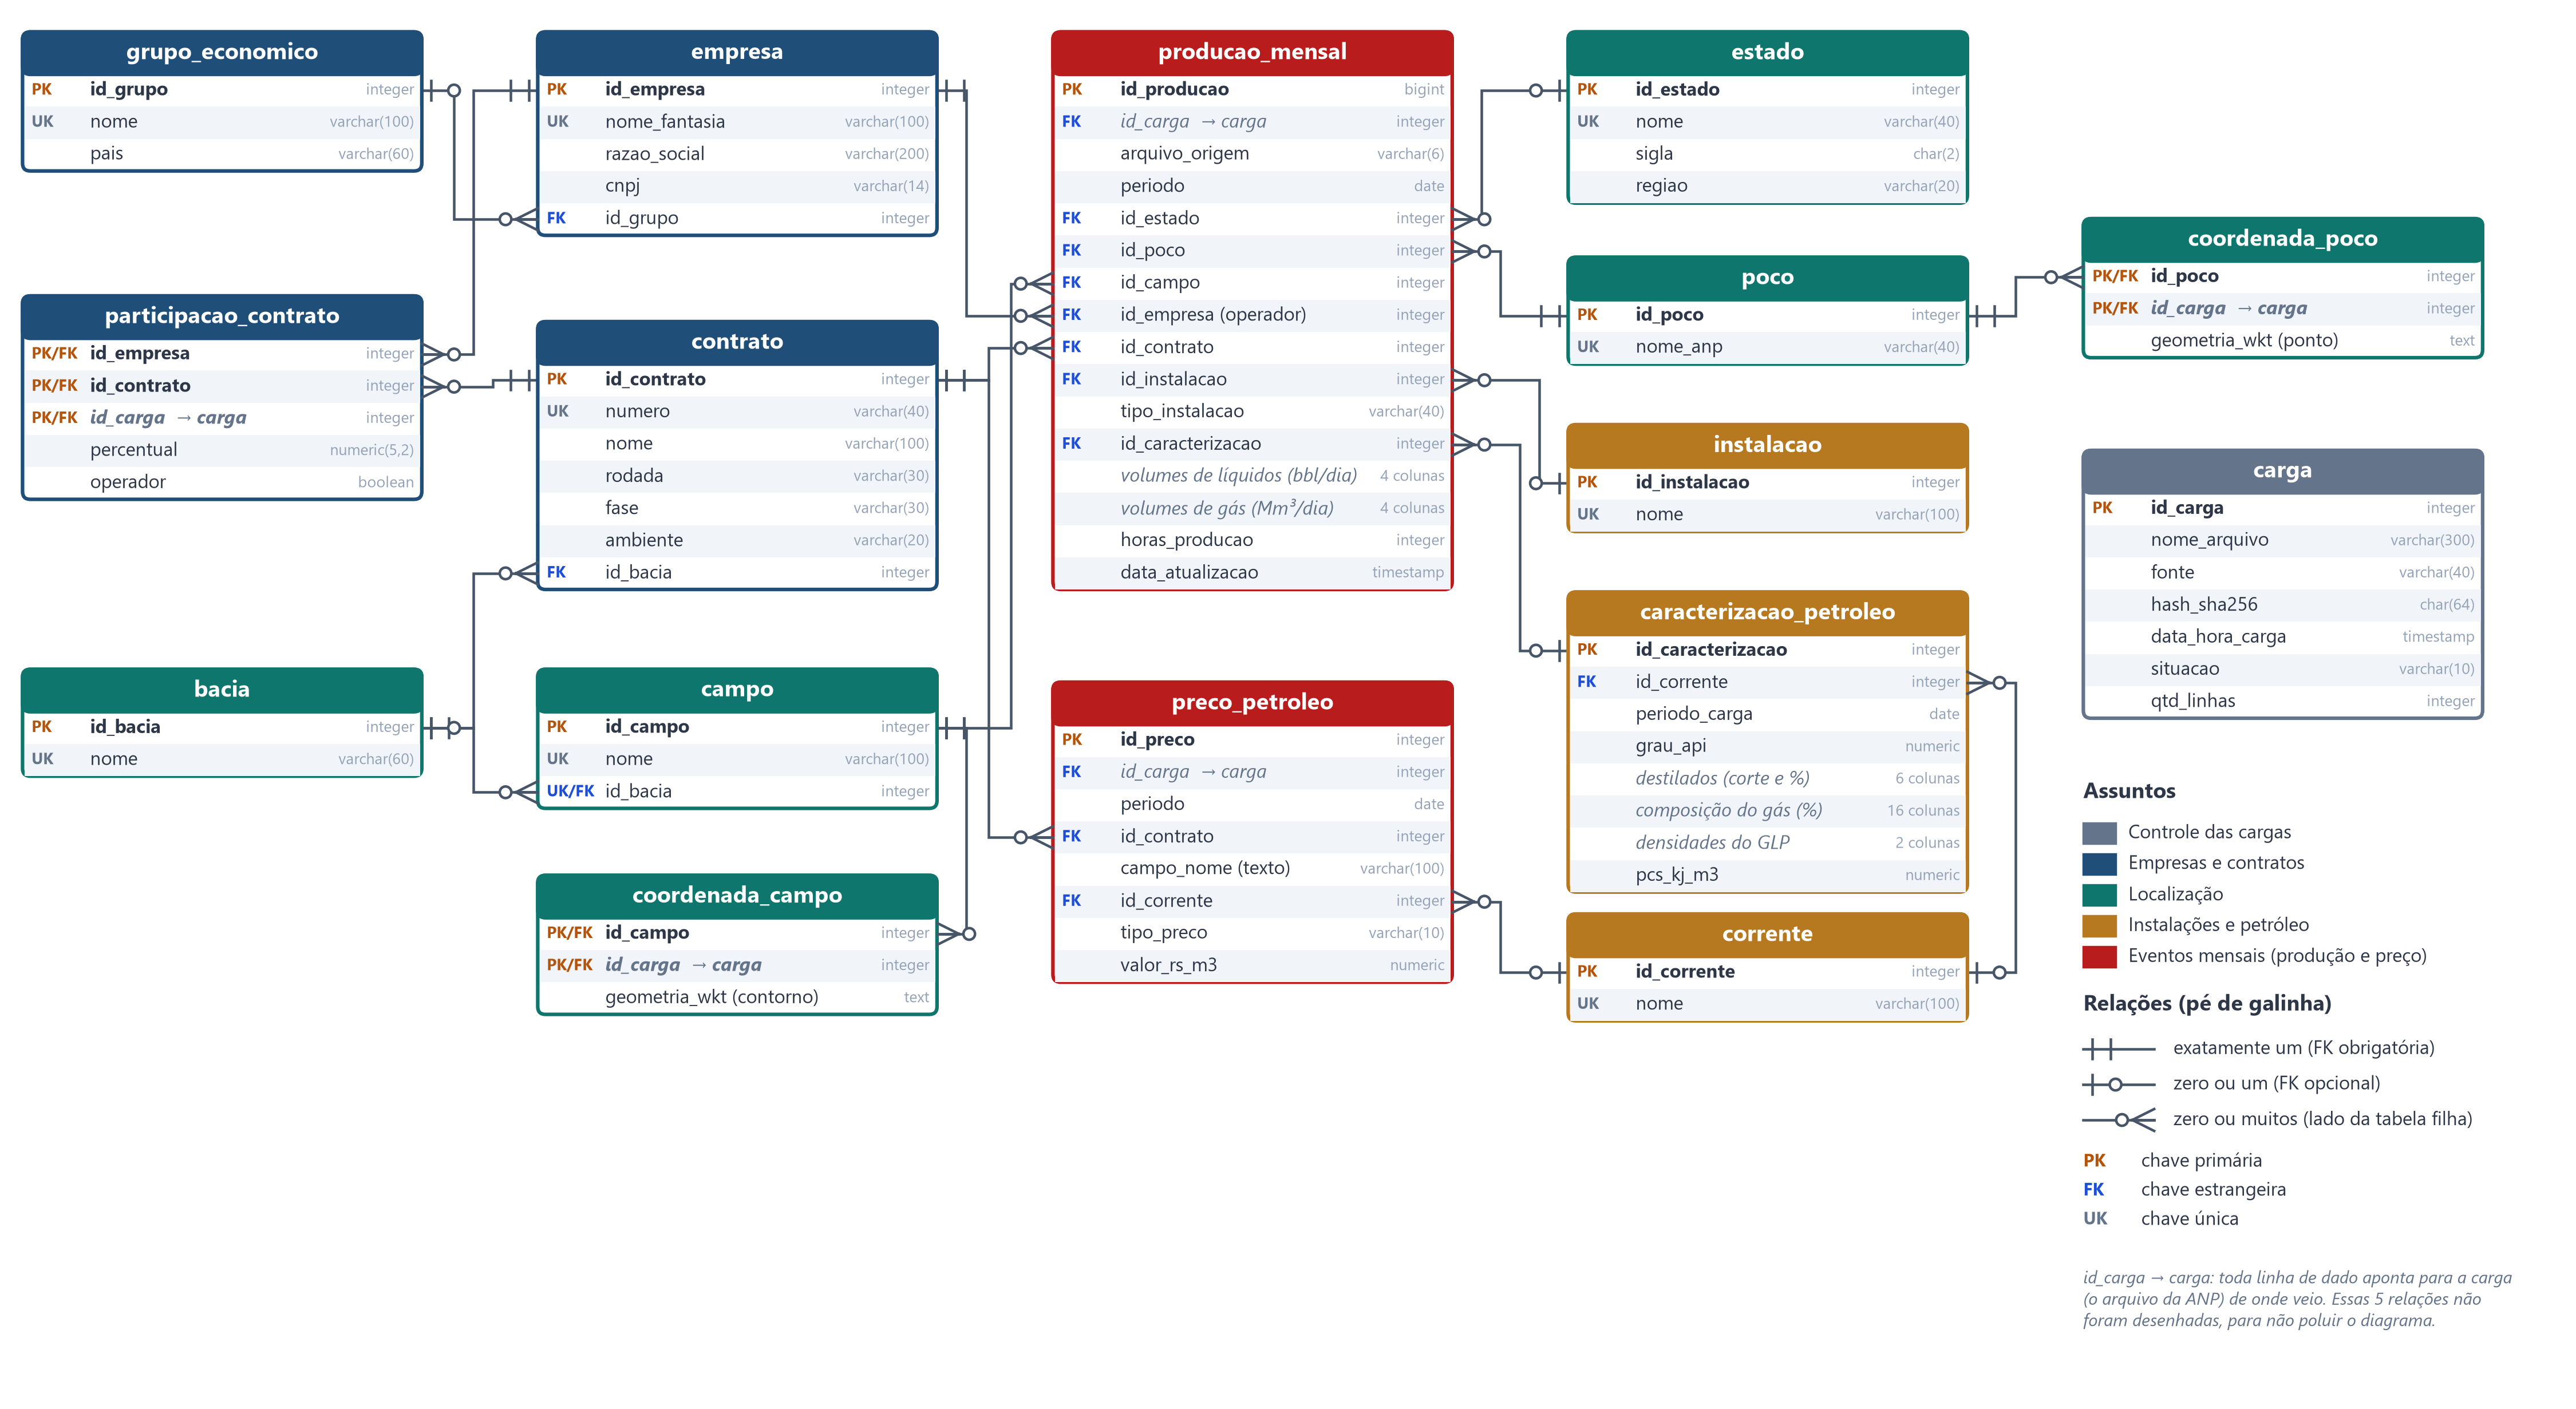 grupo_economico
PK id_grupo integer
UK nome varchar(100)
pais varchar(60)
participacao_contrato
PK/FK id_empresa integer
PK/FK id_contrato integer
PK/FK id_carga → carga integer
percentual numeric(5,2)
operador boolean
bacia
PK id_bacia integer
UK nome varchar(60)
empresa
PK id_empresa integer
UK nome_fantasia varchar(100)
razao_social varchar(200)
cnpj varchar(14)
FK id_grupo integer
contrato
PK id_contrato integer
UK numero varchar(40)
nome varchar(100)
rodada varchar(30)
fase varchar(30)
ambiente varchar(20)
FK id_bacia integer
campo
PK id_campo integer
UK nome varchar(100)
UK/FK id_bacia integer
coordenada_campo
PK/FK id_campo integer
PK/FK id_carga → carga integer
geometria_wkt (contorno) text
producao_mensal
PK id_producao bigint
FK id_carga → carga integer
arquivo_origem varchar(6)
periodo date
FK id_estado integer
FK id_poco integer
FK id_campo integer
FK id_empresa (operador) integer
FK id_contrato integer
FK id_instalacao integer
tipo_instalacao varchar(40)
FK id_caracterizacao integer
volumes de líquidos (bbl/dia) 4 colunas
volumes de gás (Mm³/dia) 4 colunas
horas_producao integer
data_atualizacao timestamp
preco_petroleo
PK id_preco integer
FK id_carga → carga integer
periodo date
FK id_contrato integer
campo_nome (texto) varchar(100)
FK id_corrente integer
tipo_preco varchar(10)
valor_rs_m3 numeric
estado
PK id_estado integer
UK nome varchar(40)
sigla char(2)
regiao varchar(20)
poco
PK id_poco integer
UK nome_anp varchar(40)
instalacao
PK id_instalacao integer
UK nome varchar(100)
caracterizacao_petroleo
PK id_caracterizacao integer
FK id_corrente integer
periodo_carga date
grau_api numeric
destilados (corte e %) 6 colunas
composição do gás (%) 16 colunas
densidades do GLP 2 colunas
pcs_kj_m3 numeric
corrente
PK id_corrente integer
UK nome varchar(100)
coordenada_poco
PK/FK id_poco integer
PK/FK id_carga → carga integer
geometria_wkt (ponto) text
carga
PK id_carga integer
nome_arquivo varchar(300)
fonte varchar(40)
hash_sha256 char(64)
data_hora_carga timestamp
situacao varchar(10)
qtd_linhas integer
Assuntos
Controle das cargas
Empresas e contratos
Localização
Instalações e petróleo
Eventos mensais (produção e preço)
Relações (pé de galinha)
exatamente um (FK obrigatória)
zero ou um (FK opcional)
zero ou muitos (lado da tabela filha)
PK chave primária
FK chave estrangeira
UK chave única
id_carga → carga: toda linha de dado aponta para a carga
(o arquivo da ANP) de onde veio. Essas 5 relações não
foram desenhadas, para não poluir o diagrama.